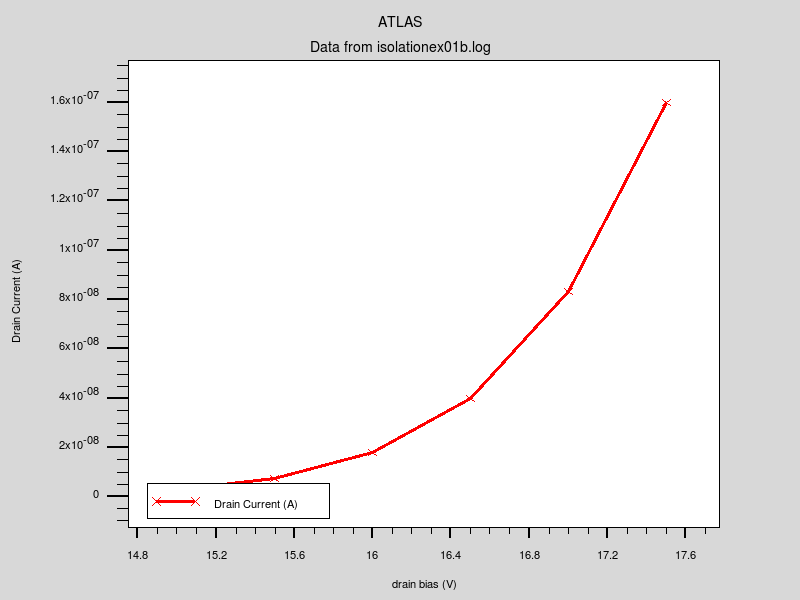 ATLAS
Data from isolationex01b.log
1.6x10-07
1.4x10-07
1.2x10-07
1x10-07
8x10-08
6x10-08
4x10-08
2x10-08
0
Drain Current (A)
Drain Current (A)
14.8 15.2 15.6 16 16.4 16.8 17.2 17.6
drain bias (V)